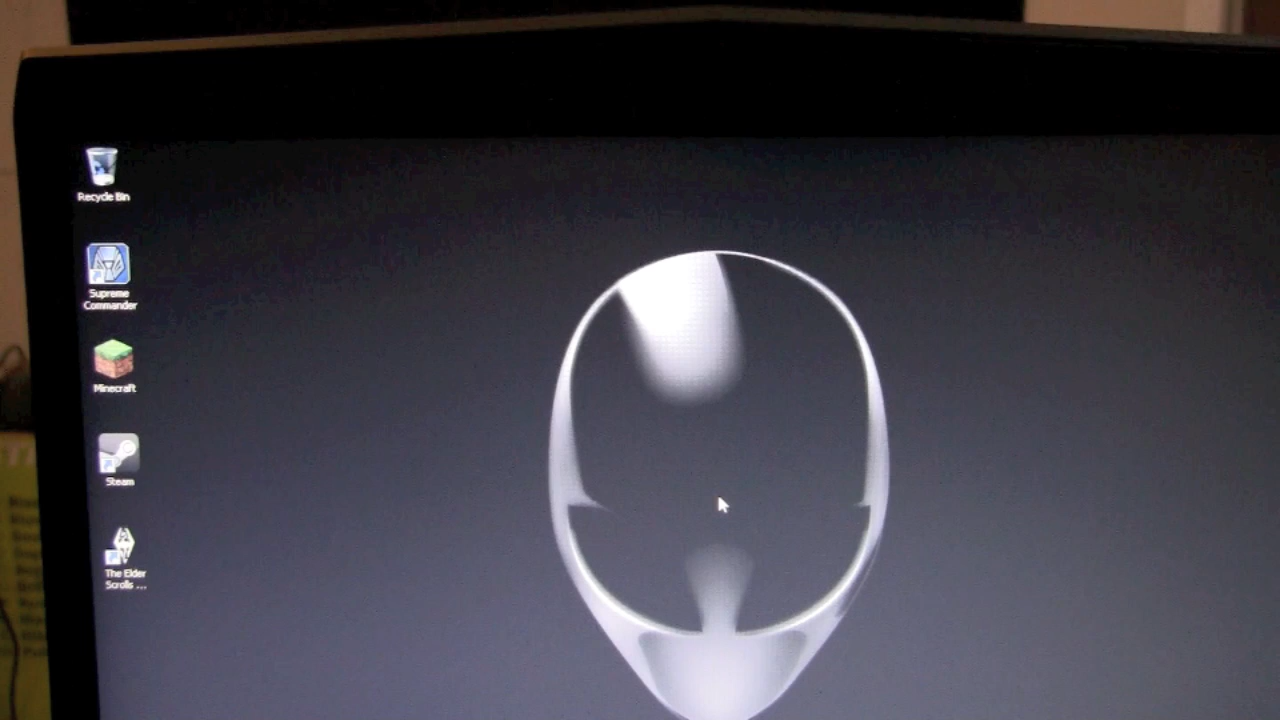 Recycle Bin
Supreme
Commander
Minecraft
Steam
The Elder
Scrolls ...